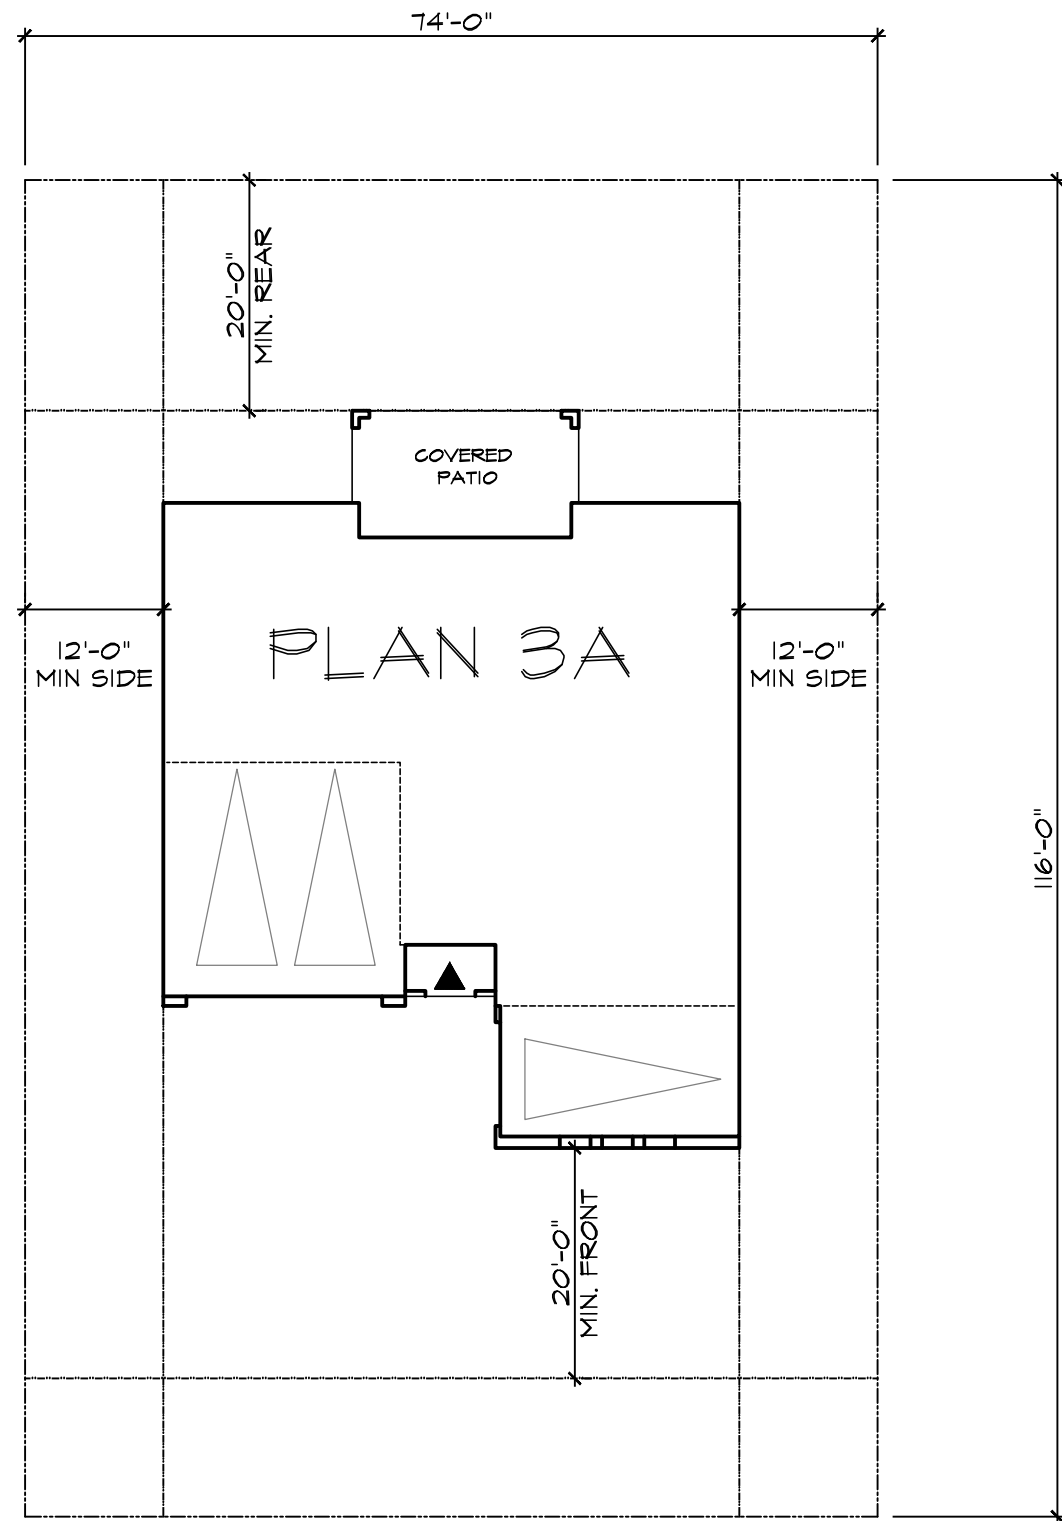 74'-0"
20'-0"
MIN. REAR
COVERED
PATIO
PLAN 3A
12'-0"
MIN SIDE
12'-0"
MIN SIDE
116'-0"
20'-0"
MIN. FRONT